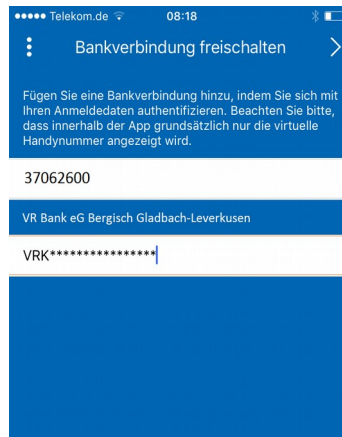 Telekom.de 08:18
Bankverbindung freischalten
Fügen Sie eine Bankverbindung hinzu, indem Sie sich mit
Ihren Anmeldedaten authentifizieren. Beachten Sie bitte,
dass innerhalb der App grundsätzlich nur die virtuelle
Handynummer angezeigt wird.
37062600
VR Bank eG Bergisch Gladbach-Leverkusen
VRK****************